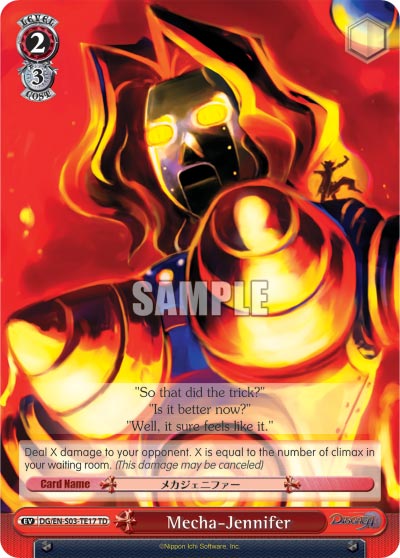 LEVEL
2
3
COST
SAMPLE
"So that did the trick?"
"Is it better now?"
"Well, it sure feels like it."
Deal X damage to your opponent. X is equal to the number of climax in
your waiting room. (This damage may be canceled)
Card Name
メカジェニファー
EV DG/EN-S03-TE17 TD
Mecha-Jennifer
Disgaea
©Nippon Ichi Software, Inc.